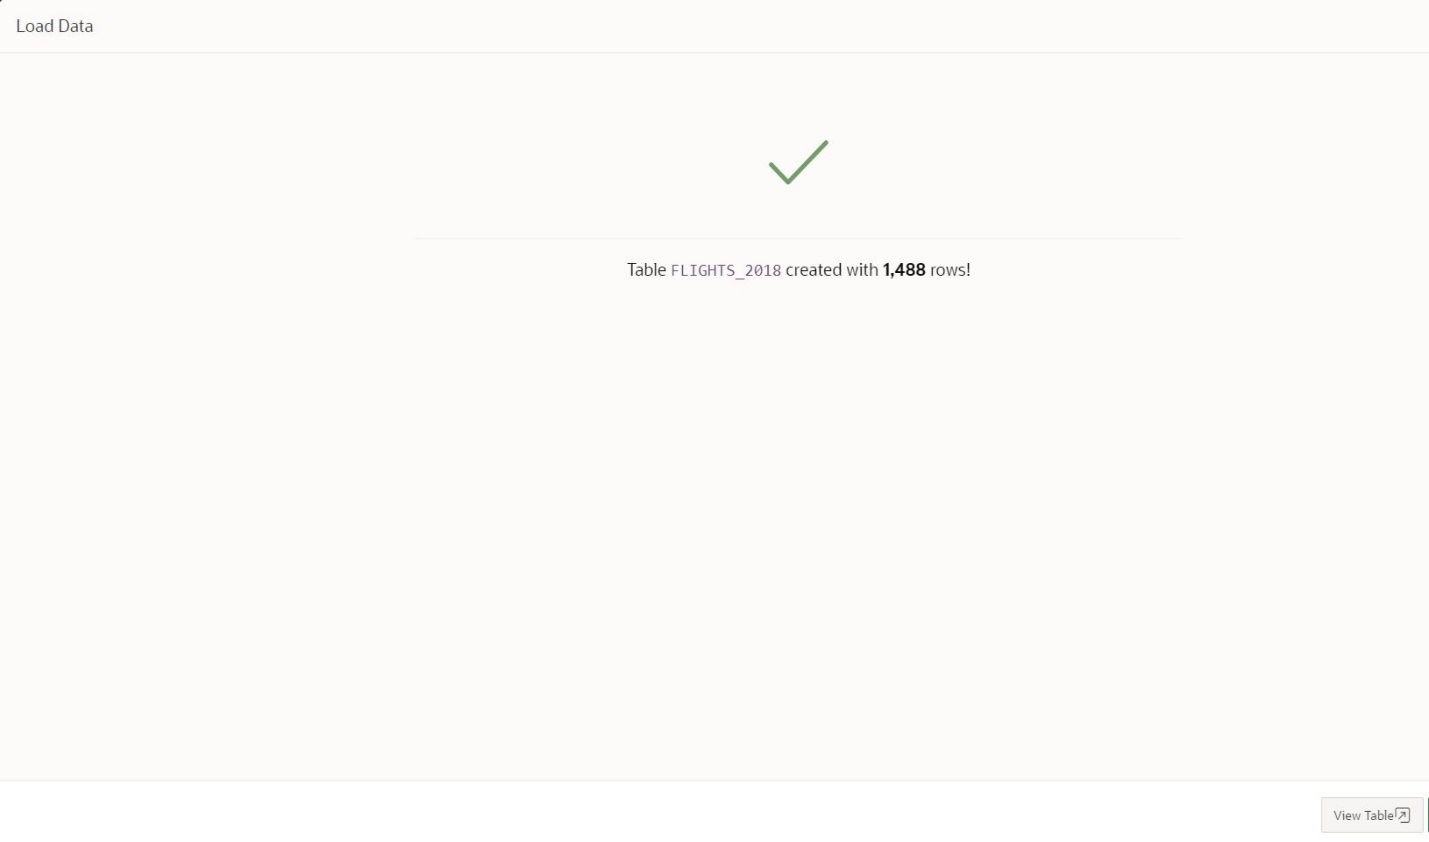 Load Data
Table FLIGHTS_2018 created with 1,488 rows!
View Table